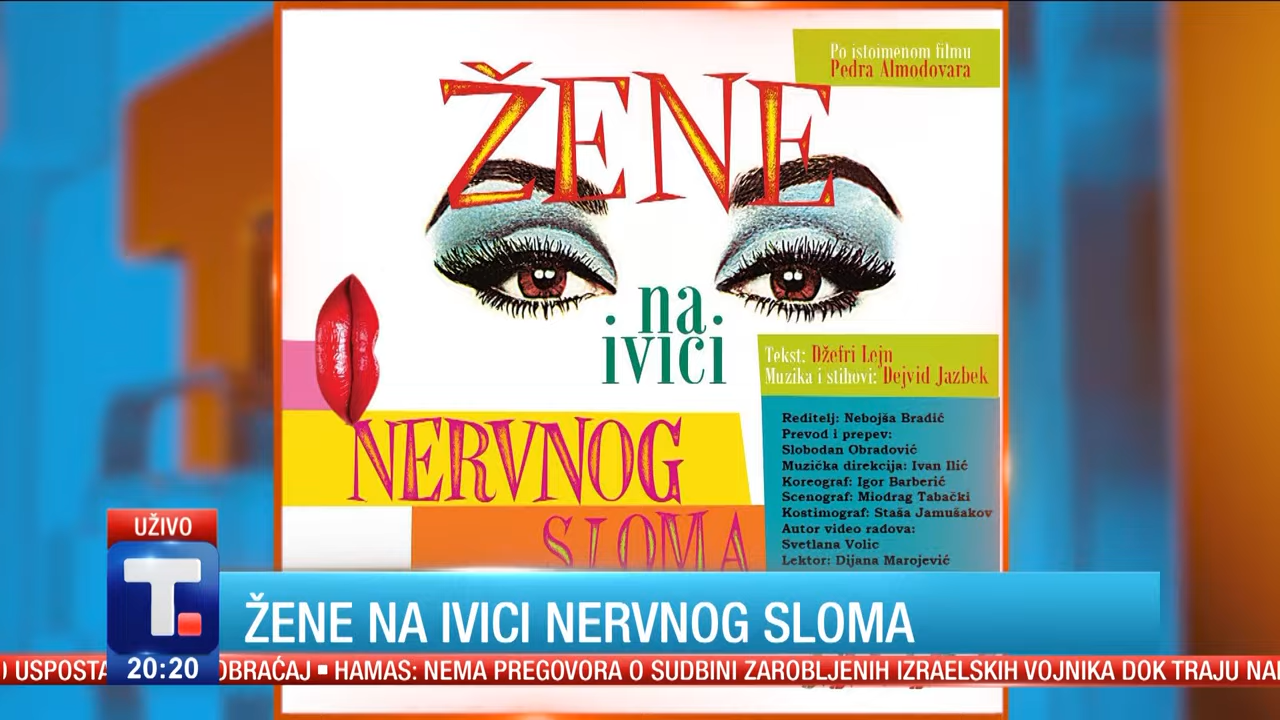 Po istoimenom filmu
Pedra Almodovara
ŽENE
na
ivici
NERVNOG
SLOMA
Tekst: Džefri Lejn
Muzika i stihovi: Dejvid Jazbek
Reditelj: Nebojša Bradić
Prevod i prepev:
Slobodan Obradović
Muzička direkcija: Ivan Ilić
Koreograf: Igor Barberić
Scenograf: Miodrag Tabački
Kostimograf: Staša Jamušakov
Autor video radova:
Svetlana Volic
Lektor: Dijana Marojević
UŽIVO
T.
ŽENE NA IVICI NERVNOG SLOMA
20:20
OBRAĆAJ ▪ HAMAS: NEMA PREGOVORA O SUDBINI ZAROBLJENIH IZRAELSKIH VOJNIKA DOK TRAJU